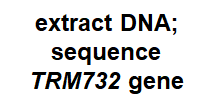 extract DNA;
sequence
TRM732 gene